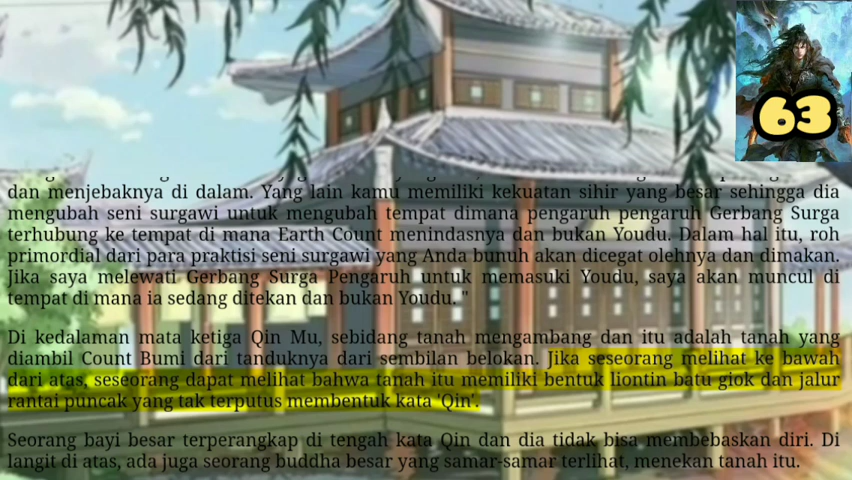 63
dan menjebaknya di dalam. Yang lain kamu memiliki kekuatan sihir yang besar sehingga dia
mengubah seni surgawi untuk mengubah tempat dimana pengaruh pengaruh Gerbang Surga
terhubung ke tempat di mana Earth Count menindasnya dan bukan Youdu. Dalam hal itu, roh
primordial dari para praktisi seni surgawi yang Anda bunuh akan dicegat olehnya dan dimakan.
Jika saya melewati Gerbang Surga Pengaruh untuk memasuki Youdu, saya akan muncul di
tempat di mana ia sedang ditekan dan bukan Youdu. "
Di kedalaman mata ketiga Qin Mu, sebidang tanah mengambang dan itu adalah tanah yang
diambil Count Bumi dari tanduknya dari sembilan belokan. Jika seseorang melihat ke bawah
dari atas, seseorang dapat melihat bahwa tanah itu memiliki bentuk liontin batu giok dan jalur
rantai puncak yang tak terputus membentuk kata 'Qin'.
Seorang bayi besar terperangkap di tengah kata Qin dan dia tidak bisa membebaskan diri. Di
langit di atas, ada juga seorang buddha besar yang samar-samar terlihat, menekan tanah itu.